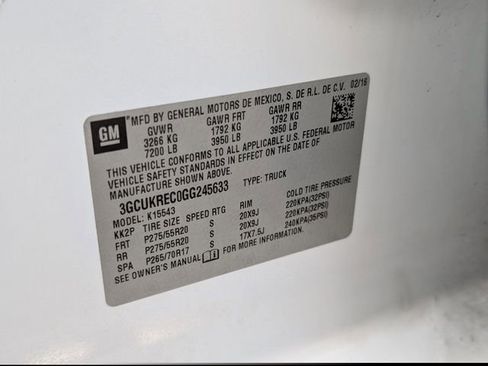 GM
MFD BY GENERAL MOTORS DE MEXICO, S. DE R.L. DE C.V. 02/16
GVWR GAWR FRT GAWR RR
3266 KG 1792 KG 1792 KG
7200 LB 3950 LB 3950 LB
THIS VEHICLE CONFORMS TO ALL APPLICABLE U.S. FEDERAL MOTOR
VEHICLE SAFETY STANDARDS IN EFFECT ON THE DATE OF
MANUFACTURE SHOWN ABOVE.
3GCUKREC0GG245633 TYPE: TRUCK
MODEL: K15543
KK2P TIRE SIZE SPEED RTG RIM COLD TIRE PRESSURE
FRT P275/55R20 S 20X9J 220KPA(32PSI)
RR P275/55R20 S 20X9J 220KPA(32PSI)
SPA P265/70R17 S 17X7.5J 240KPA(35PSI)
SEE OWNER'S MANUAL FOR MORE INFORMATION.